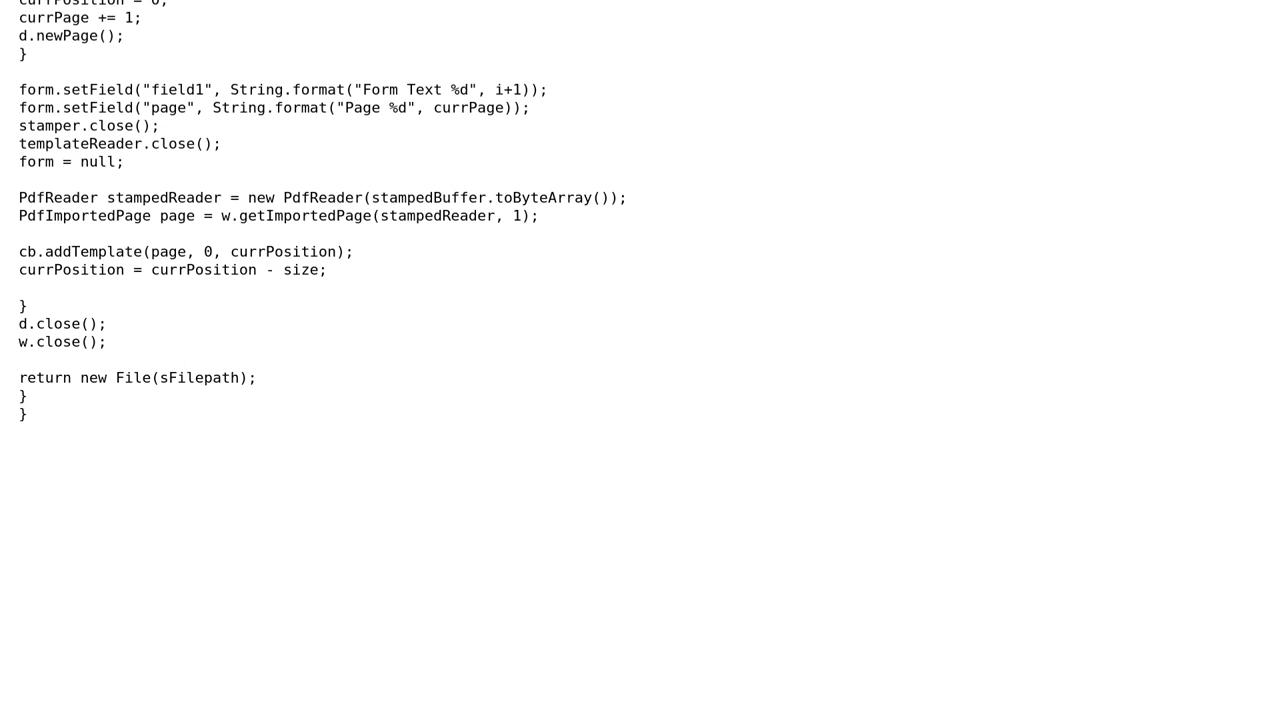 currPosition = 0;
currPage += 1;
d.newPage();
}
form.setField("field1", String.format("Form Text %d", i+1));
form.setField("page", String.format("Page %d", currPage));
stamper.close();
templateReader.close();
form = null;
PdfReader stampedReader = new PdfReader(stampedBuffer.toByteArray());
PdfImportedPage page = w.getImportedPage(stampedReader, 1);
cb.addTemplate(page, 0, currPosition);
currPosition = currPosition - size;
}
d.close();
w.close();
return new File(sFilepath);
}
}